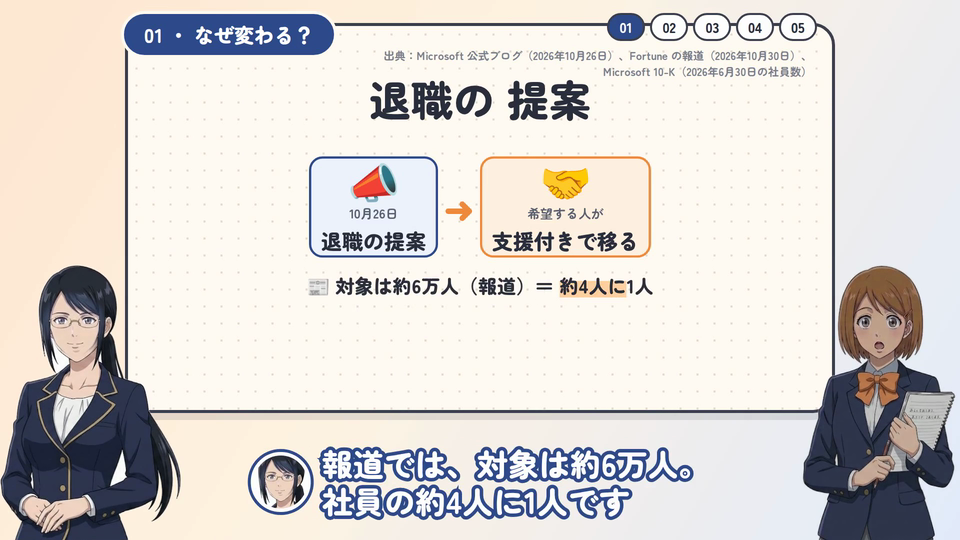 01 ・ なぜ変わる？
01 02 03 04 05
出典：Microsoft 公式ブログ（2026年10月26日）、Fortune の報道（2026年10月30日）、
Microsoft 10-K（2026年6月30日の社員数）
退職の 提案
10月26日
退職の提案
希望する人が
支援付きで移る
対象は約6万人（報道）＝ 約4人に1人
報道では、対象は約6万人。
社員の約4人に1人です